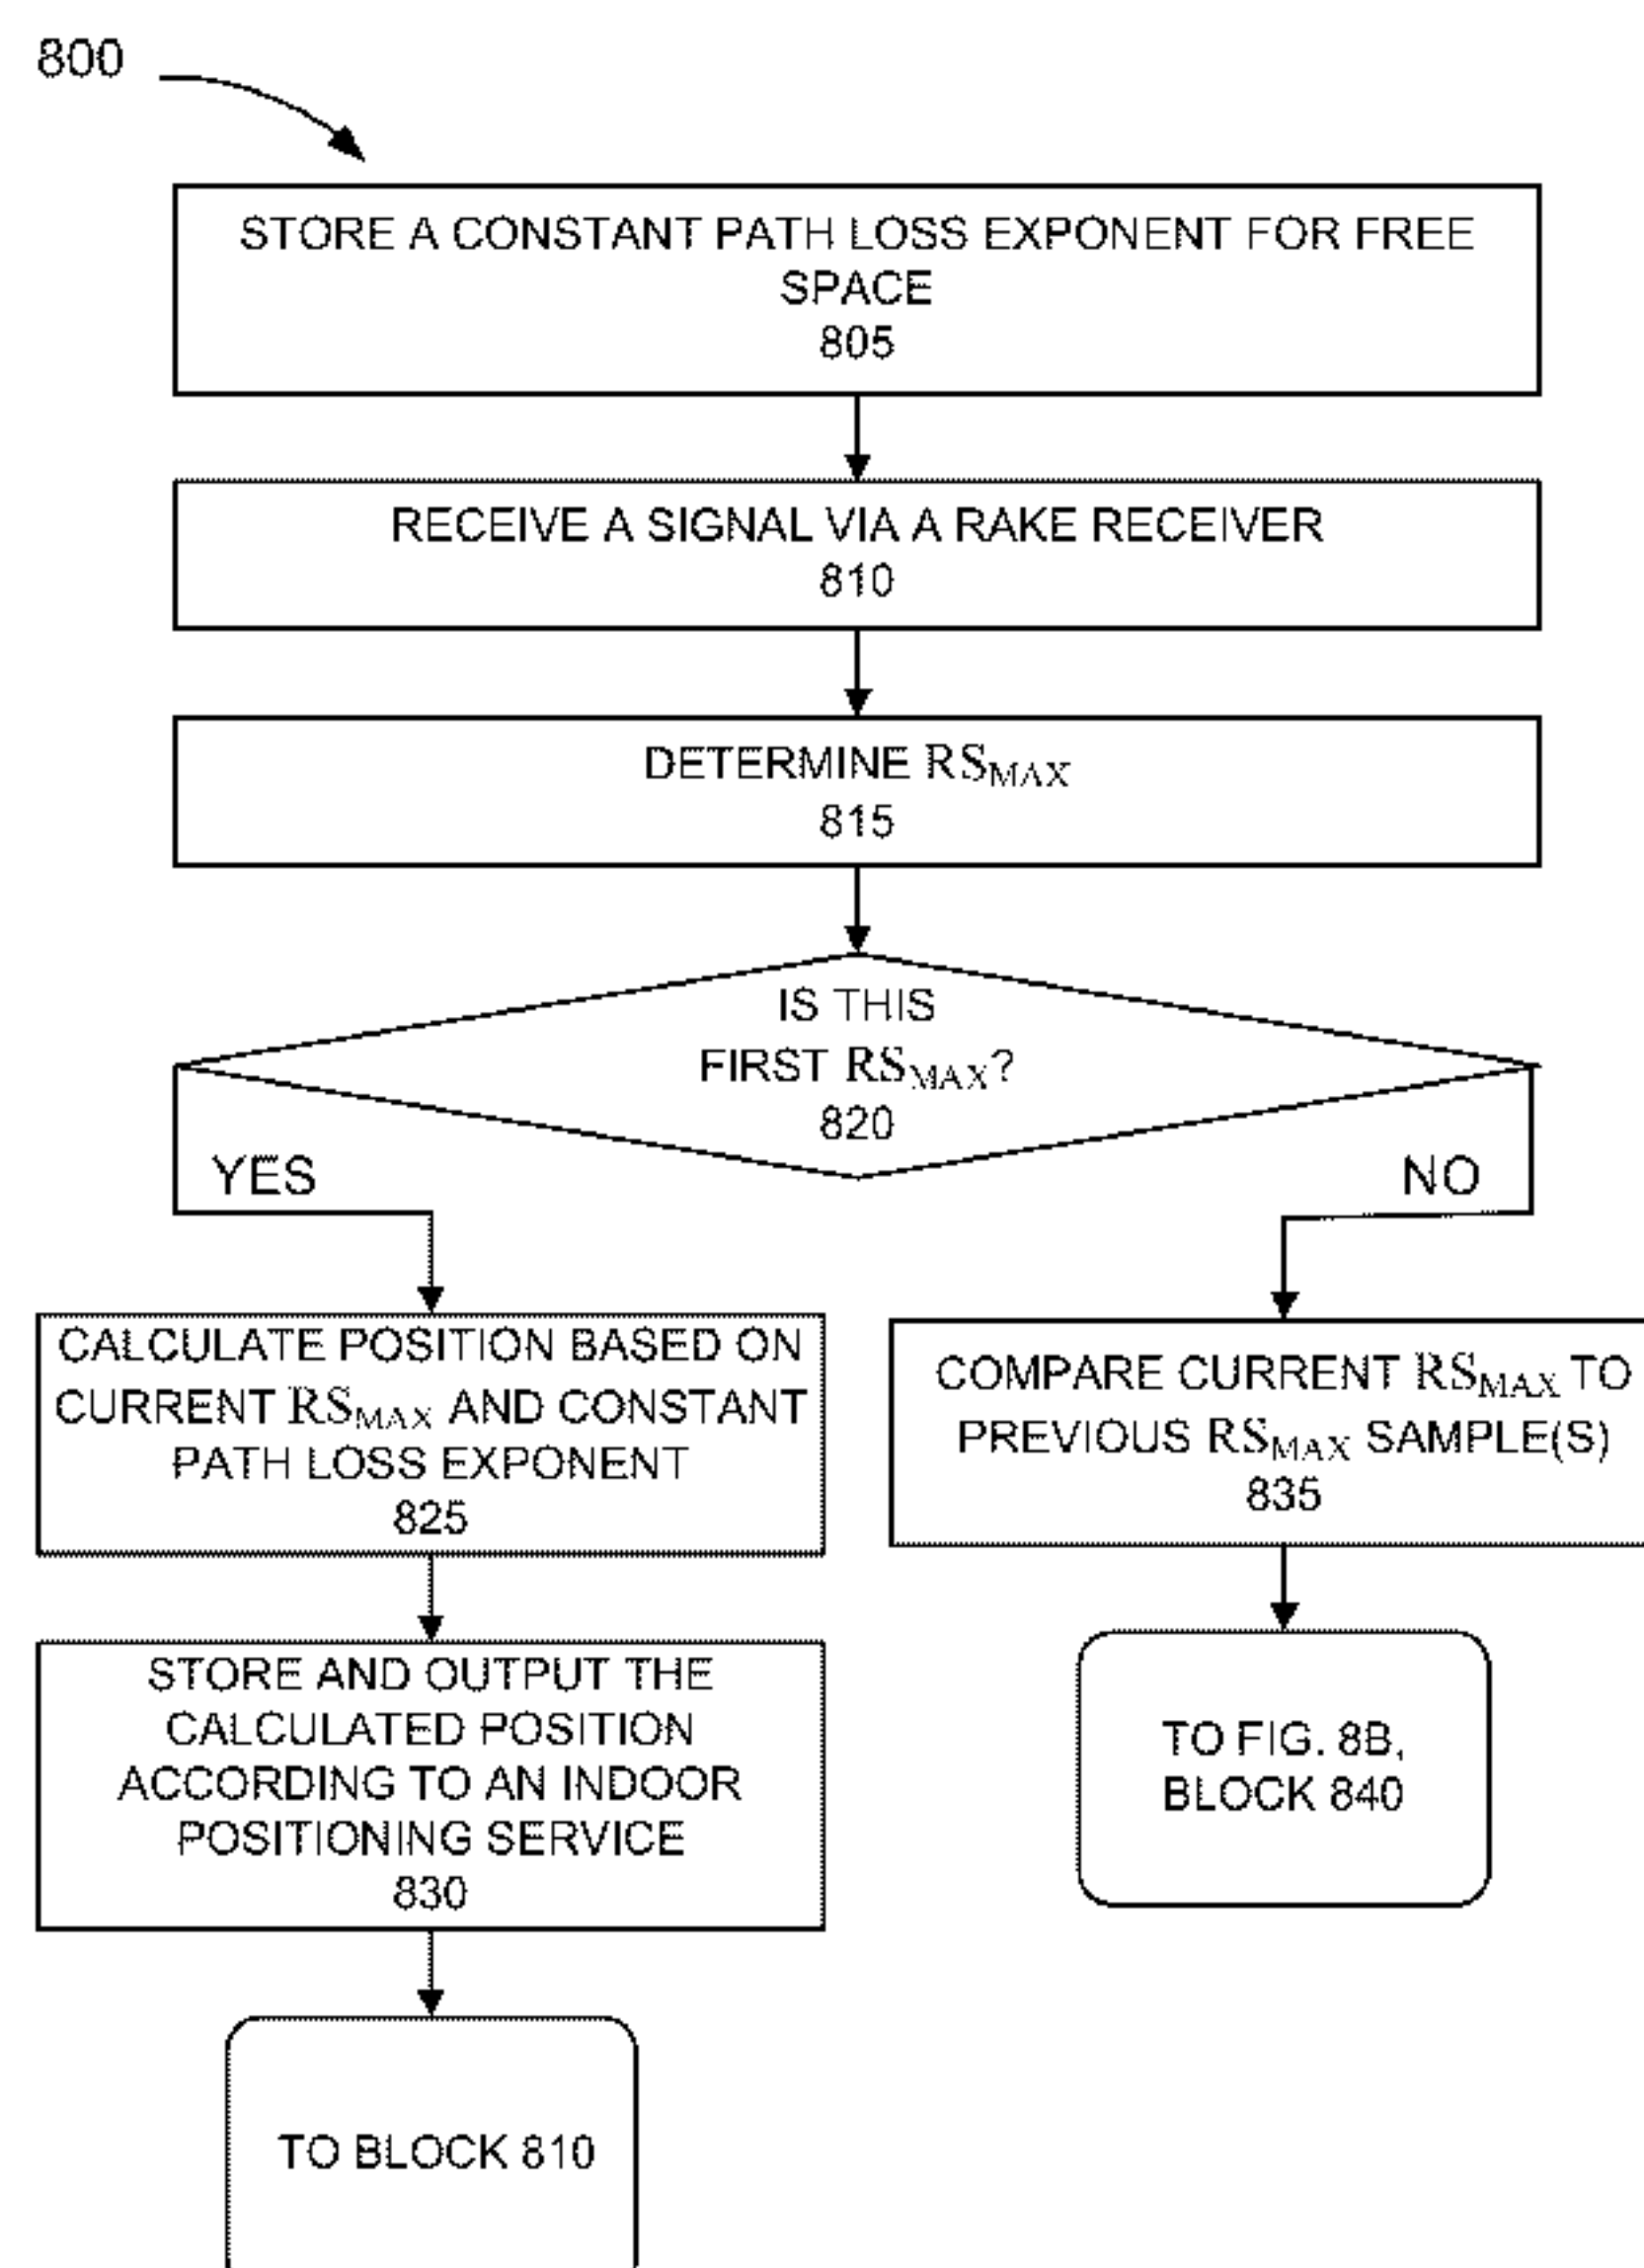 800
STORE A CONSTANT PATH LOSS EXPONENT FOR FREE
SPACE
805
RECEIVE A SIGNAL VIA A RAKE RECEIVER
810
DETERMINE RSMAX
815
IS THIS
FIRST RSMAX?
820
YES
NO
CALCULATE POSITION BASED ON
CURRENT RSMAX AND CONSTANT
PATH LOSS EXPONENT
825
COMPARE CURRENT RSMAX TO
PREVIOUS RSMAX SAMPLE(S)
835
STORE AND OUTPUT THE
CALCULATED POSITION
ACCORDING TO AN INDOOR
POSITIONING SERVICE
830
TO FIG. 8B,
BLOCK 840
TO BLOCK 810